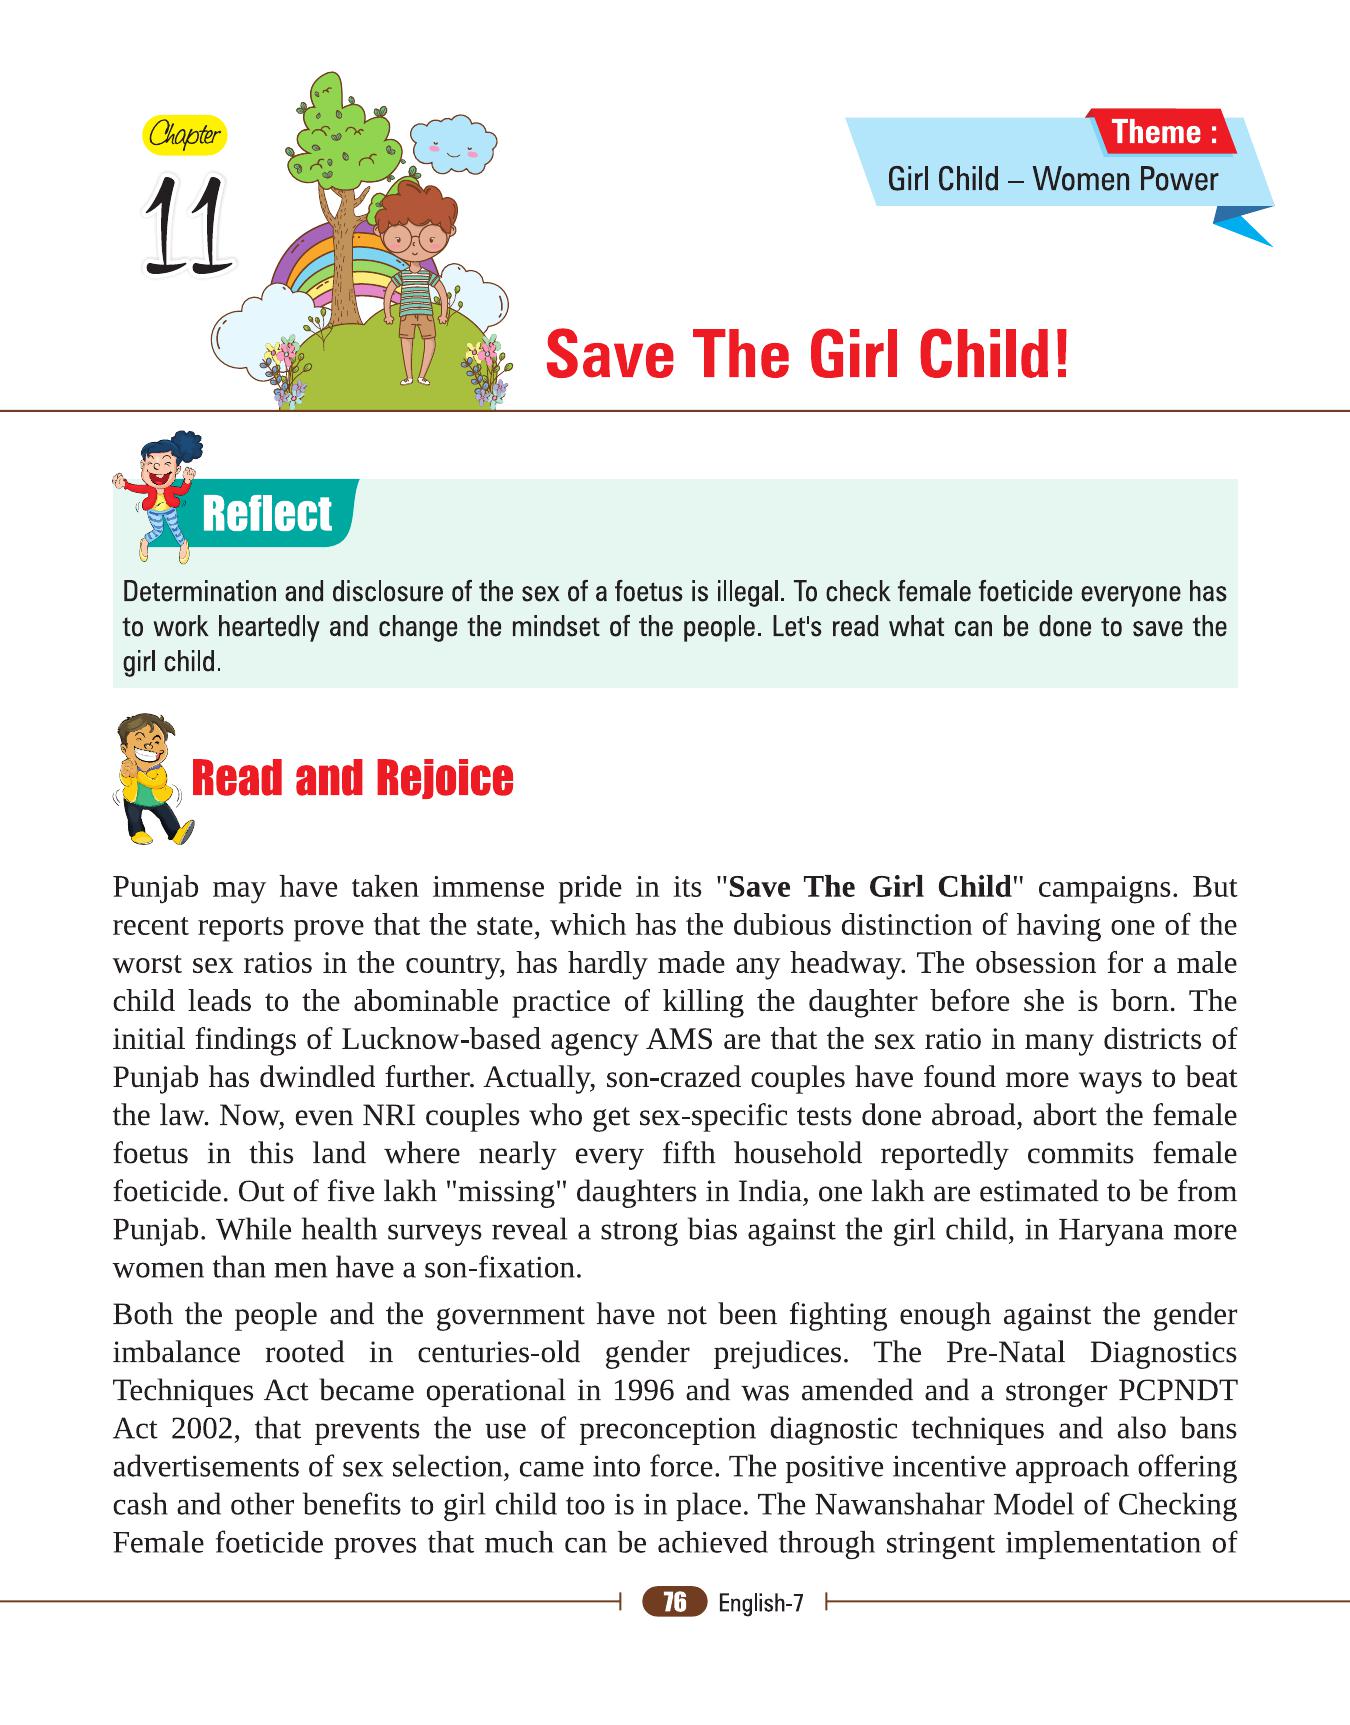 Chapter
11
Theme :
Girl Child – Women Power
Save The Girl Child!
Reflect
Determination and disclosure of the sex of a foetus is illegal. To check female foeticide everyone has
to work heartedly and change the mindset of the people. Let's read what can be done to save the
girl child.
Read and Rejoice
Punjab may have taken immense pride in its "Save The Girl Child" campaigns. But
recent reports prove that the state, which has the dubious distinction of having one of the
worst sex ratios in the country, has hardly made any headway. The obsession for a male
child leads to the abominable practice of killing the daughter before she is born. The
initial findings of Lucknow-based agency AMS are that the sex ratio in many districts of
Punjab has dwindled further. Actually, son-crazed couples have found more ways to beat
the law. Now, even NRI couples who get sex-specific tests done abroad, abort the female
foetus in this land where nearly every fifth household reportedly commits female
foeticide. Out of five lakh "missing" daughters in India, one lakh are estimated to be from
Punjab. While health surveys reveal a strong bias against the girl child, in Haryana more
women than men have a son-fixation.
Both the people and the government have not been fighting enough against the gender
imbalance rooted in centuries-old gender prejudices. The Pre-Natal Diagnostics
Techniques Act became operational in 1996 and was amended and a stronger PCPNDT
Act 2002, that prevents the use of preconception diagnostic techniques and also bans
advertisements of sex selection, came into force. The positive incentive approach offering
cash and other benefits to girl child too is in place. The Nawanshahar Model of Checking
Female foeticide proves that much can be achieved through stringent implementation of
76 English-7